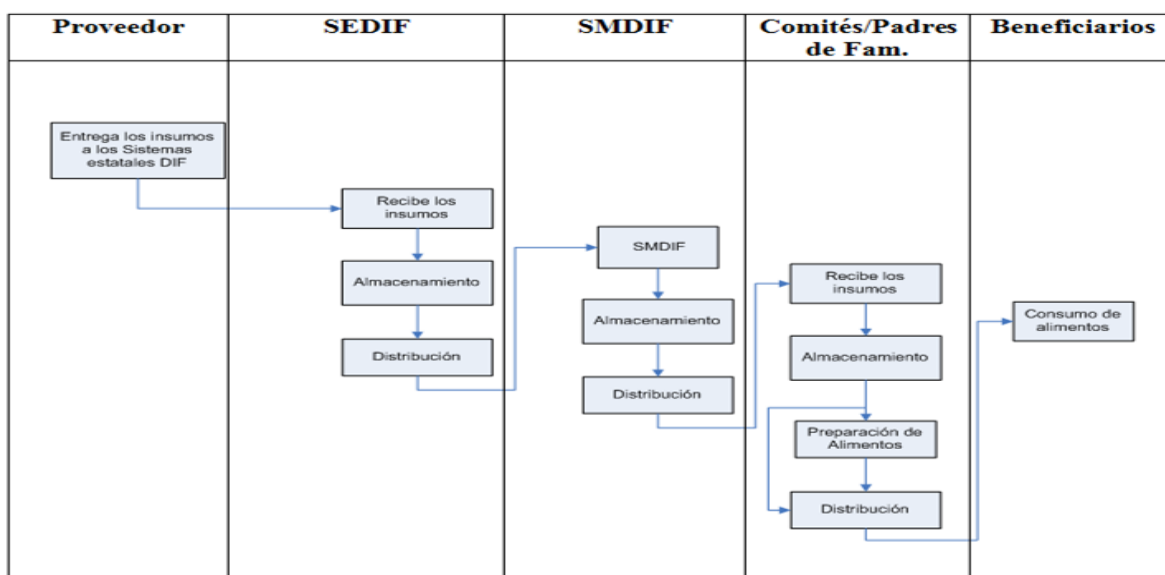 Proveedor
SEDIF
SMDIF
Comités/Padres
de Fam.
Beneficiarios
Entrega los insumos
a los Sistemas
estatales DIF
Recibe los
insumos
Almacenamiento
Distribución
SMDIF
Almacenamiento
Distribución
Recibe los
insumos
Almacenamiento
Preparación de
Alimentos
Distribución
Consumo de
alimentos